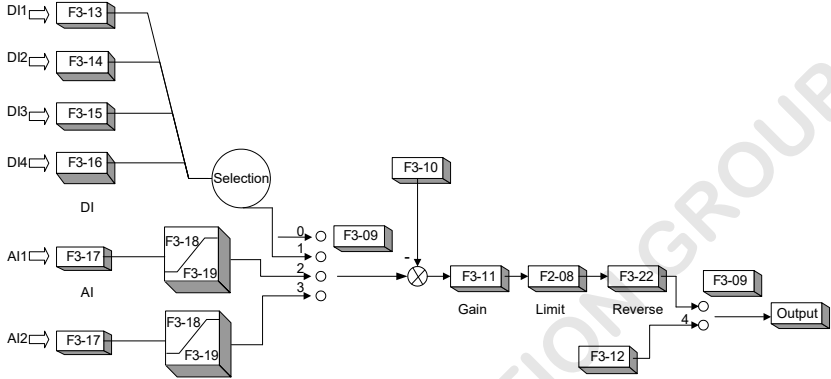 DI1 F3-13
DI2 F3-14
DI3 F3-15
DI4 F3-16
DI
Selection
F3-10
0 F3-09
1
2
3
AI1 F3-17 F3-18
F3-19
AI
-
F3-11 F2-08 F3-22 F3-09
Gain Limit Reverse
4 Output
F3-12
AI2 F3-17 F3-18
F3-19
TION GROUP